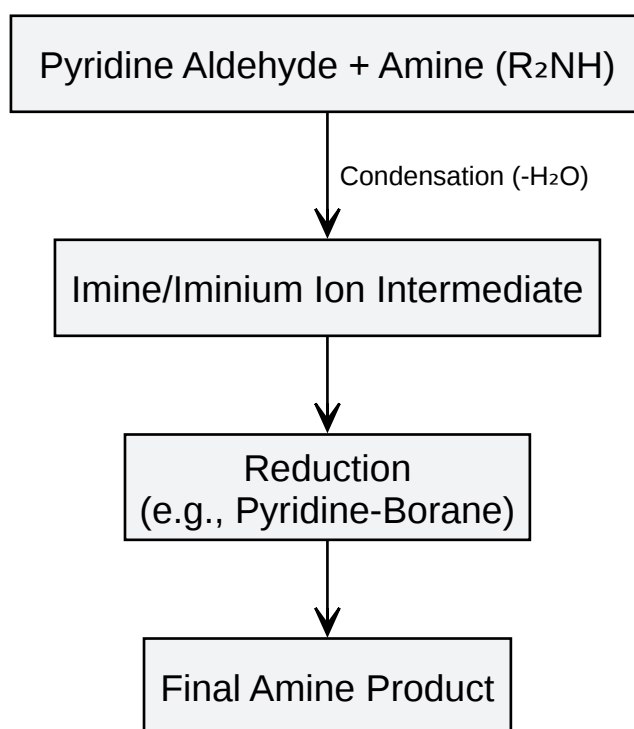 Pyridine Aldehyde + Amine (R₂NH)
Condensation (-H₂O)
Imine/Iminium Ion Intermediate
Reduction
(e.g., Pyridine-Borane)
Final Amine Product